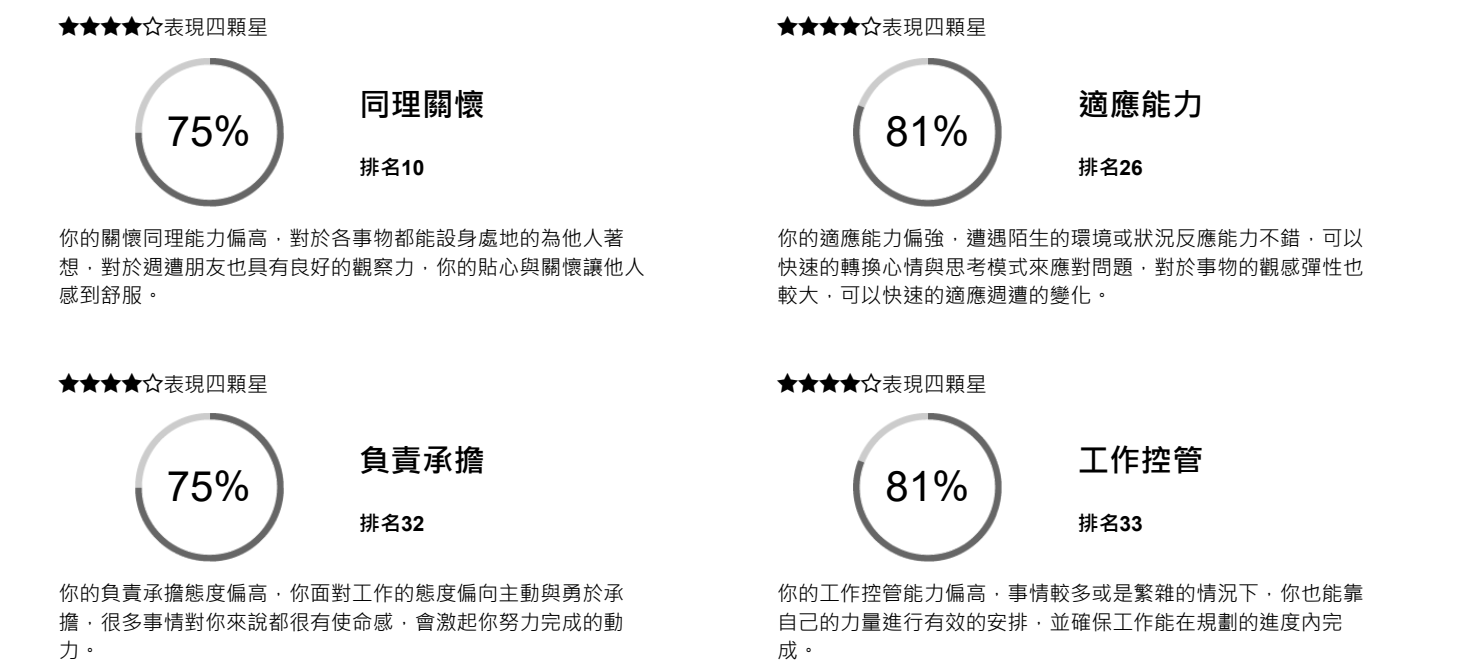 ★★★★☆表現四顆星
75%
同理關懷
排名10
你的關懷同理能力偏高，對於各事物都能設身處地的為他人著
想，對於週遭朋友也具有良好的觀察力，你的貼心與關懷讓他人
感到舒服。
★★★★☆表現四顆星
81%
適應能力
排名26
你的適應能力偏強，遭遇陌生的環境或狀況反應能力不錯，可以
快速的轉換心情與思考模式來應對問題，對於事物的觀感彈性也
較大，可以快速的適應週遭的變化。
★★★★☆表現四顆星
75%
負責承擔
排名32
你的負責承擔態度偏高，你面對工作的態度偏向主動與勇於承
擔，很多事情對你來說都很有使命感，會激起你努力完成的動
力。
★★★★☆表現四顆星
81%
工作控管
排名33
你的工作控管能力偏高，事情較多或是繁雜的情況下，你也能靠
自己的力量進行有效的安排，並確保工作能在規劃的進度內完
成。